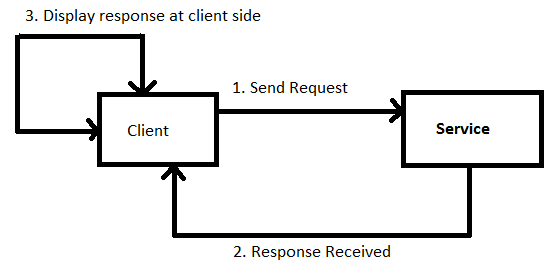 3. Display response at client side
1. Send Request
Client
Service
2. Response Received